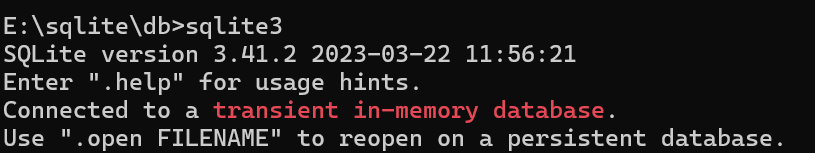 E:\sqlite\db>sqlite3
SQLite version 3.41.2 2023-03-22 11:56:21
Enter ".help" for usage hints.
Connected to a transient in-memory database.
Use ".open FILENAME" to reopen on a persistent database.